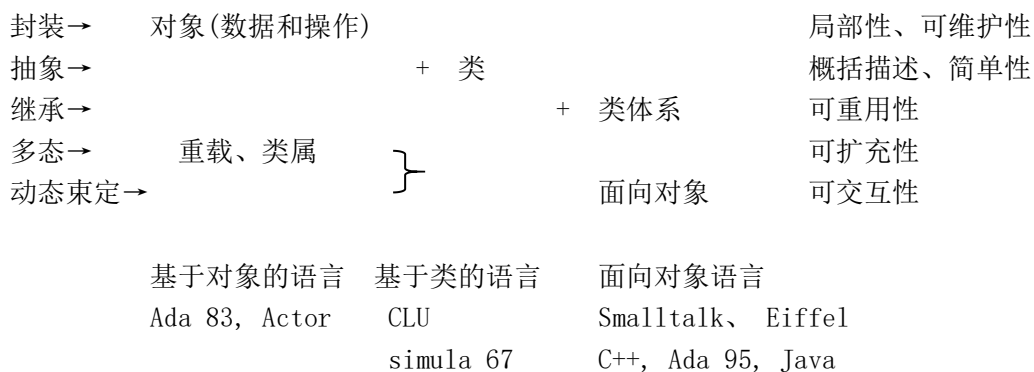 封装→ 对象(数据和操作) 局部性、可维护性
抽象→ + 类 概括描述、简单性
继承→ + 类体系 可重用性
多态→ 重载、类属 可扩充性
动态束定→ 面向对象 可交互性
基于对象的语言 基于类的语言 面向对象语言
Ada 83, Actor CLU Smalltalk、 Eiffel
simula 67 C++, Ada 95, Java